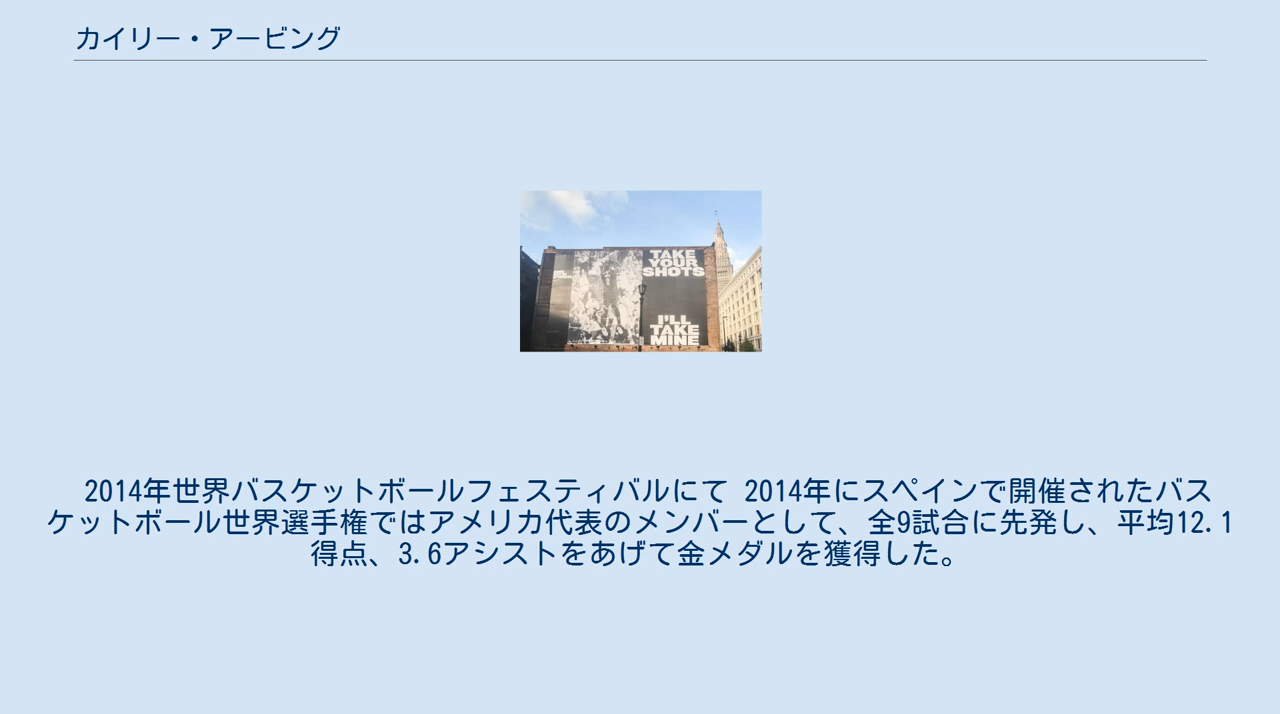 カイリー・アービング
TAKE
YOUR
SHOTS
I'LL
TAKE
MINE
2014年世界バスケットボールフェスティバルにて 2014年にスペインで開催されたバス
ケットボール世界選手権ではアメリカ代表のメンバーとして、全9試合に先発し、平均12.1
得点、3.6アシストをあげて金メダルを獲得した。